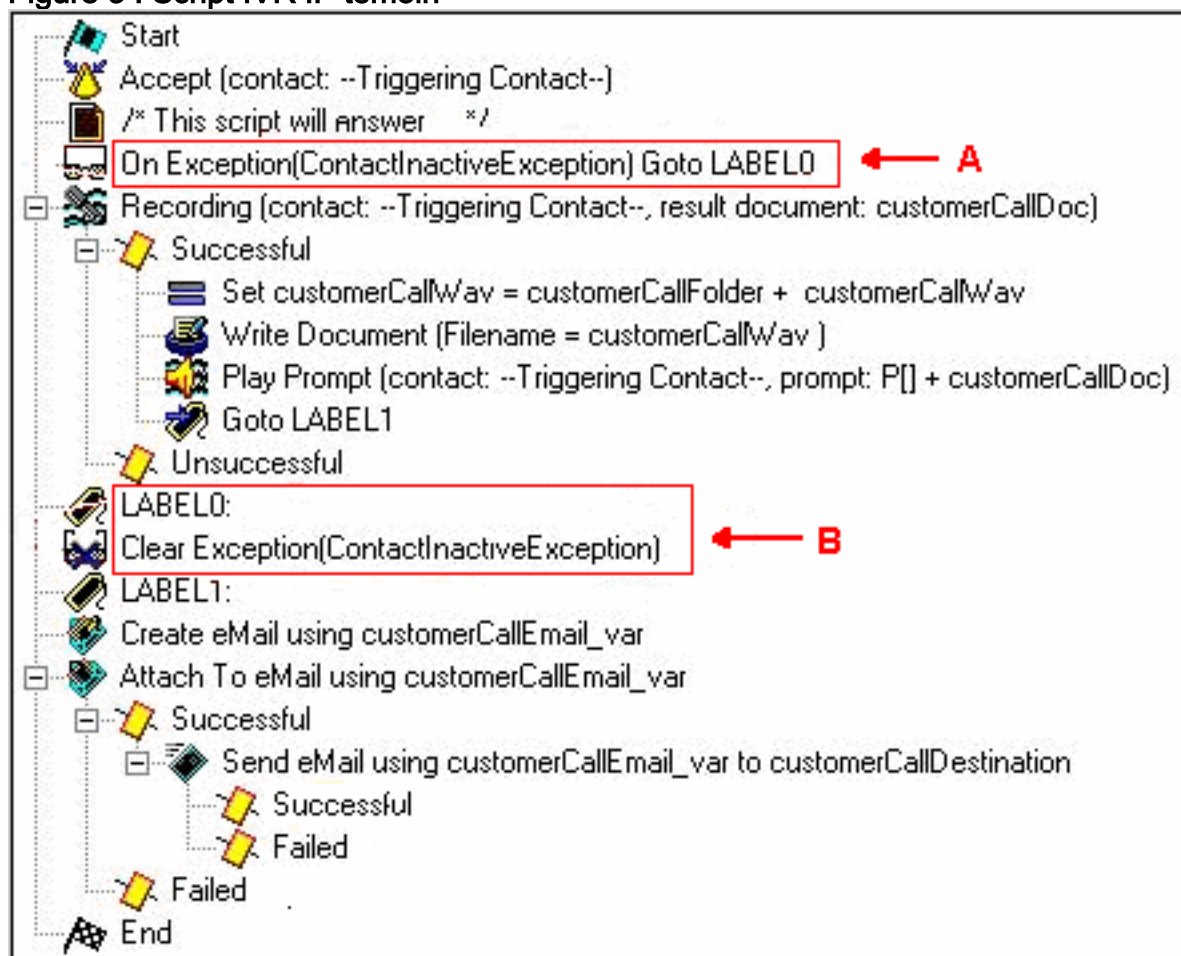 Start
Accept (contact: --Triggering Contact--)
/* This script will answer */
On Exception(ContactInactiveException) Goto LABEL0
A
Recording (contact: --Triggering Contact--, result document: customerCallDoc)
Successful
Set customerCallWav = customerCallFolder + customerCallWav
Write Document (Filename = customerCallWav )
Play Prompt (contact: --Triggering Contact--, prompt: P[] + customerCallDoc)
Goto LABEL1
Unsuccessful
LABEL0:
Clear Exception(ContactInactiveException)
B
LABEL1:
Create eMail using customerCallEmail_var
Attach To eMail using customerCallEmail_var
Successful
Send eMail using customerCallEmail_var to customerCallDestination
Successful
Failed
Failed
End